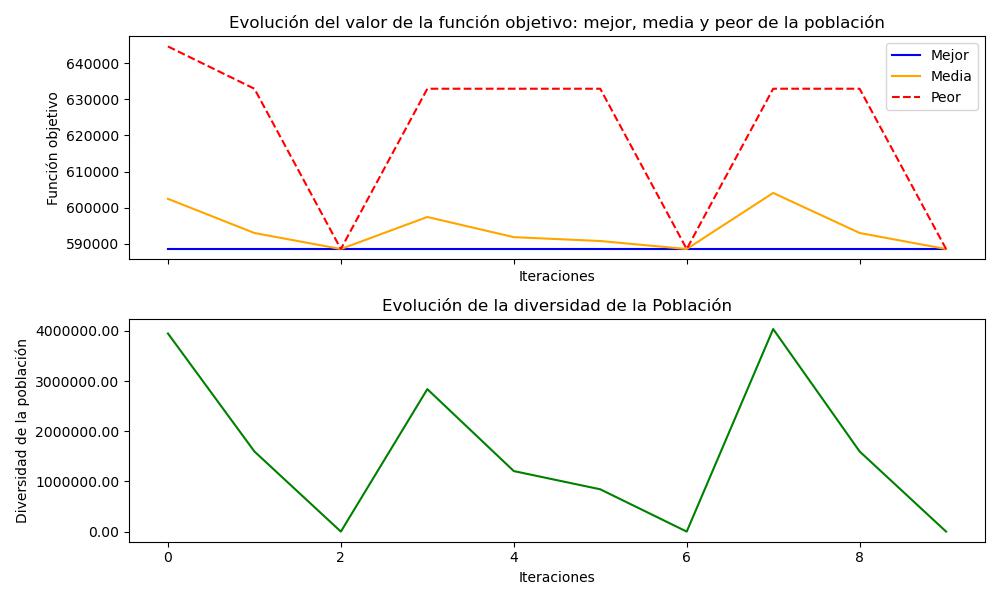 Evolución del valor de la función objetivo: mejor, media y peor de la población
Función objetivo
640000
630000
620000
610000
600000
590000
Mejor
Media
Peor
Iteraciones
Evolución de la diversidad de la Población
Diversidad de la población
4000000.00
3000000.00
2000000.00
1000000.00
0.00
0 2 4 6 8
Iteraciones